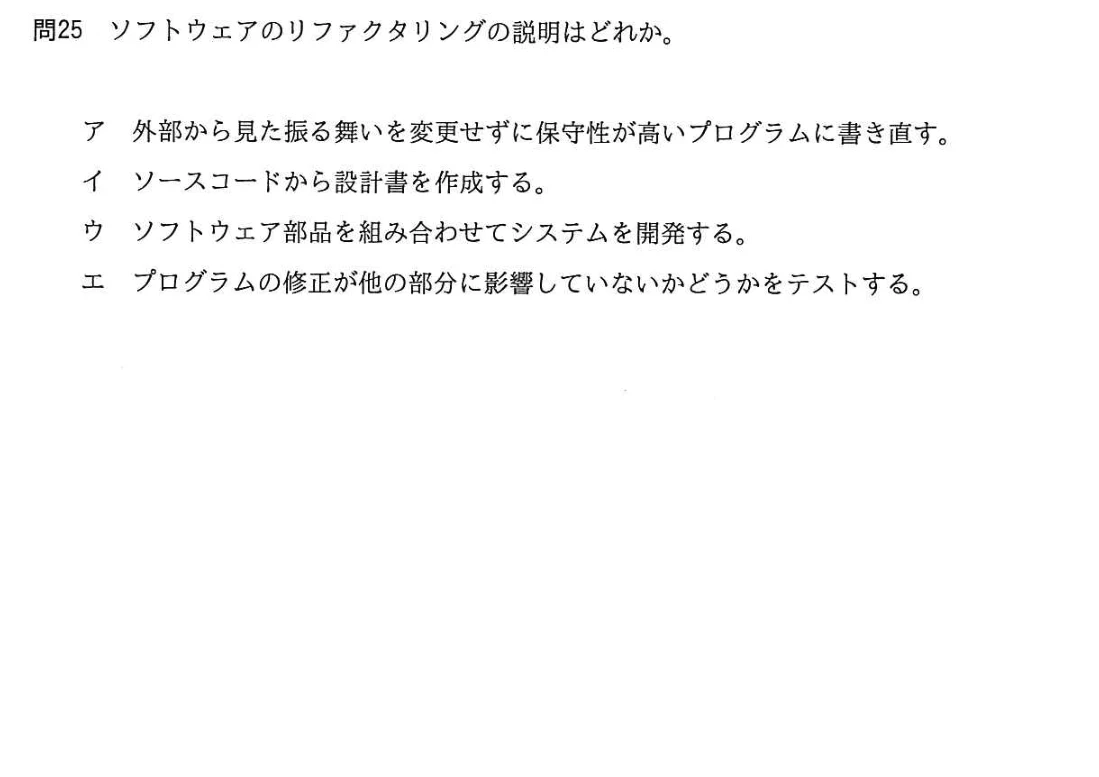 問25　ソフトウェアのリファクタリングの説明はどれか。
ア　外部から見た振る舞いを変更せずに保守性が高いプログラムに書き直す。
イ　ソースコードから設計書を作成する。
ウ　ソフトウェア部品を組み合わせてシステムを開発する。
エ　プログラムの修正が他の部分に影響していないかどうかをテストする。